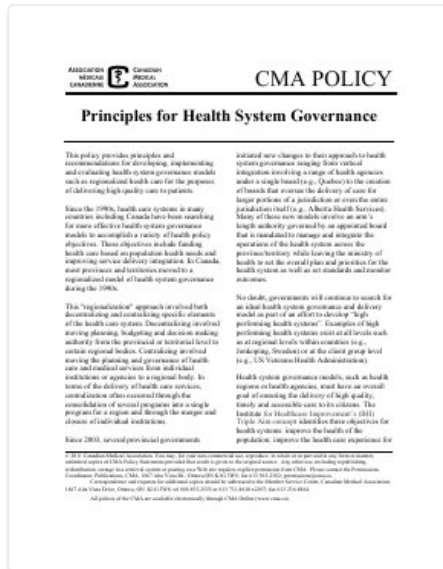 ASSOCIATION
MÉDICALE
CANADIENNE
CANADIAN
MEDICAL
ASSOCIATION
CMA POLICY
Principles for Health System Governance
This policy provides principles and
recommendations for developing, implementing
and evaluating health system governance models
such as regionalized health care for the purposes
of delivering high quality care to patients.
Since the 1990s, health care systems in many
countries including Canada have been searching
for more effective health system governance
models to accomplish a variety of health policy
objectives. These objectives include funding
health care based on population health needs and
improving service delivery integration. In Canada,
most provinces and territories moved to a
regionalized model of health system governance
during the 1990s.
This "regionalization" approach involved both
decentralizing and centralizing specific elements
of the health care system. Decentralizing involved
moving planning, budgeting and decision making
authority from the provincial or territorial level to
certain regional bodies. Centralizing involved
moving the planning and governance of health
care and medical services from individual
institutions or agencies to a regional body. In
terms of the delivery of health care services,
centralization often occurred through the
consolidation of several programs into a single
program for a region and through the merger and
closure of individual institutions.
Since 2003, several provincial governments
initiated new changes to their approach to health
system governance ranging from vertical
integration involving a range of health agencies
under a single board (e.g., Quebec) to the creation
of boards that oversee the delivery of care for
larger portions of a jurisdiction or even the entire
jurisdiction itself (e.g., Alberta Health Services).
Many of these new models involve an arm's
length authority governed by an appointed board
that is mandated to manage and integrate the
operations of the health system across the
province/territory while leaving the ministry of
health to set the overall plan and priorities for the
health system as well as set standards and monitor
outcomes.
No doubt, governments will continue to search for
an ideal health system governance and delivery
model as part of an effort to develop "high
performing health systems". Examples of high
performing health systems exist at all levels such
as at regional levels within countries (e.g.,
Jonkoping, Sweden) or at the client group level
(e.g., US Veterans Health Administration).
Health system governance models, such as health
regions or health agencies, must have an overall
goal of ensuring the delivery of high quality,
timely and accessible care to its citizens. The
Institute for Healthcare Improvement's (IHI)
Triple Aim concept identifies three objectives for
health systems: improve the health of the
population, improve the health care experience for